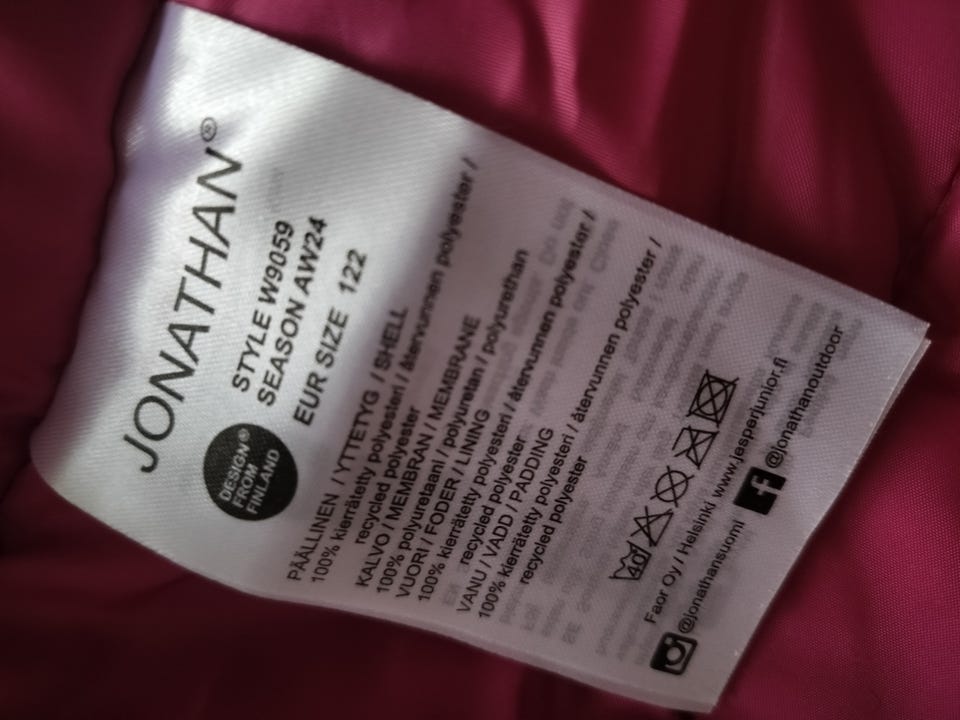 JONATHAN®
STYLE W9059
SEASON AW24
EUR SIZE 122
DESIGN®
FROM
FINLAND
PÄÄLLINEN / YTTETYG / SHELL
100% kierrätetty polyesteri / återvunnen polyester /
recycled polyester
KALVO / MEMBRAN / MEMBRANE
100% polyuretaani / polyuretan / polyurethan
VUORI / FODER / LINING
100% kierrätetty polyesteri / återvunnen polyester /
recycled polyester
VANU / VADD / PADDING
100% kierrätetty polyesteri / återvunnen polyester /
recycled polyester
40
Faor Oy / Helsinki www.jesperjunior.fi
@jonathansuomi @jonathanoutdoor